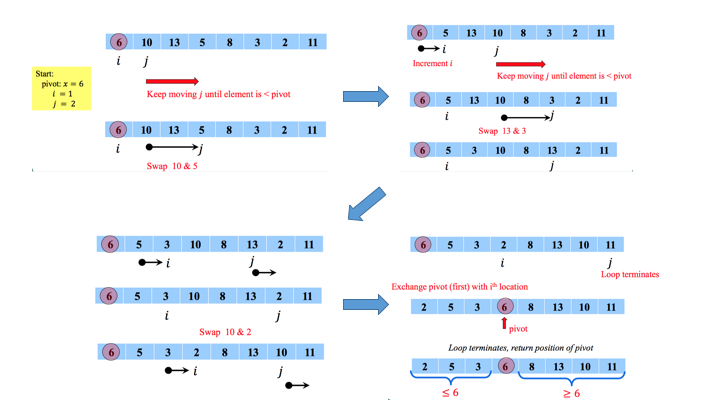 6 10 13 5 8 3 2 11
i j
Start:
pivot: x = 6
i = 1
j = 2
Keep moving j until element is < pivot
6 10 13 5 8 3 2 11
i j
Swap 10 & 5
6 5 13 10 8 3 2 11
i j
Increment i
Keep moving j until element is < pivot
6 5 13 10 8 3 2 11
i j
Swap 13 & 3
6 5 3 10 8 13 2 11
i j
6 5 3 10 8 13 2 11
i j
6 5 3 10 8 13 2 11
i j
Swap 10 & 2
6 5 3 2 8 13 10 11
i j
6 5 3 2 8 13 10 11
i j
Loop terminates
Exchange pivot (first) with ith location
2 5 3 6 8 13 10 11
pivot
Loop terminates, return position of pivot
2 5 3 6 8 13 10 11
≤ 6 ≥ 6